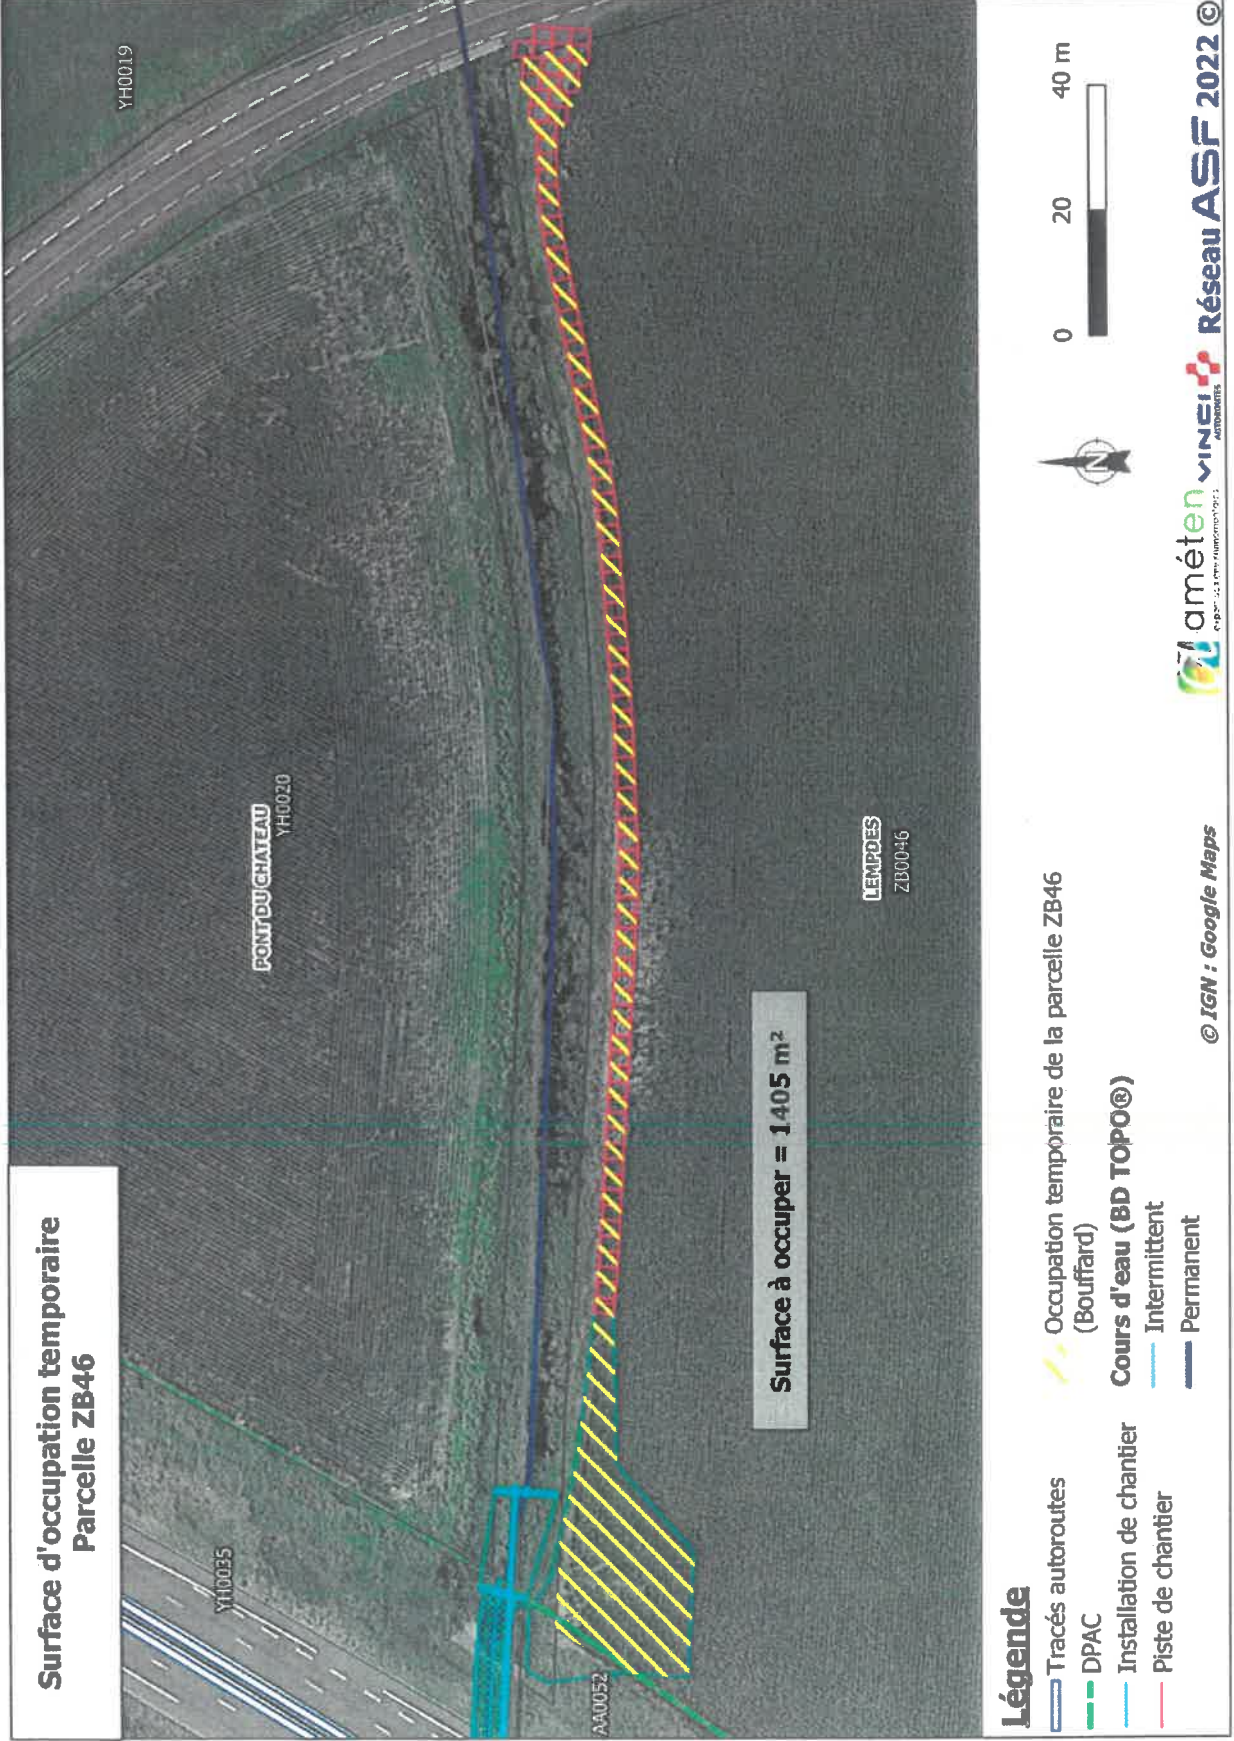 Surface d'occupation temporaire
Parcelle ZB46
YH0019
PONT DU CHATEAU
YH0020
YH0035
AA0052
LEMPDES
ZB0046
Surface à occuper = 1405 m²
Légende
Tracés autoroutes
DPAC
Installation de chantier
Piste de chantier
Occupation temporaire de la parcelle ZB46
(Bouffard)
Cours d'eau (BD TOPO®)
Intermittent
Permanent
0 20 40 m
N
© IGN : Google Maps
améten
VINCI
AUTOROUTES
Réseau ASF 2022 ©